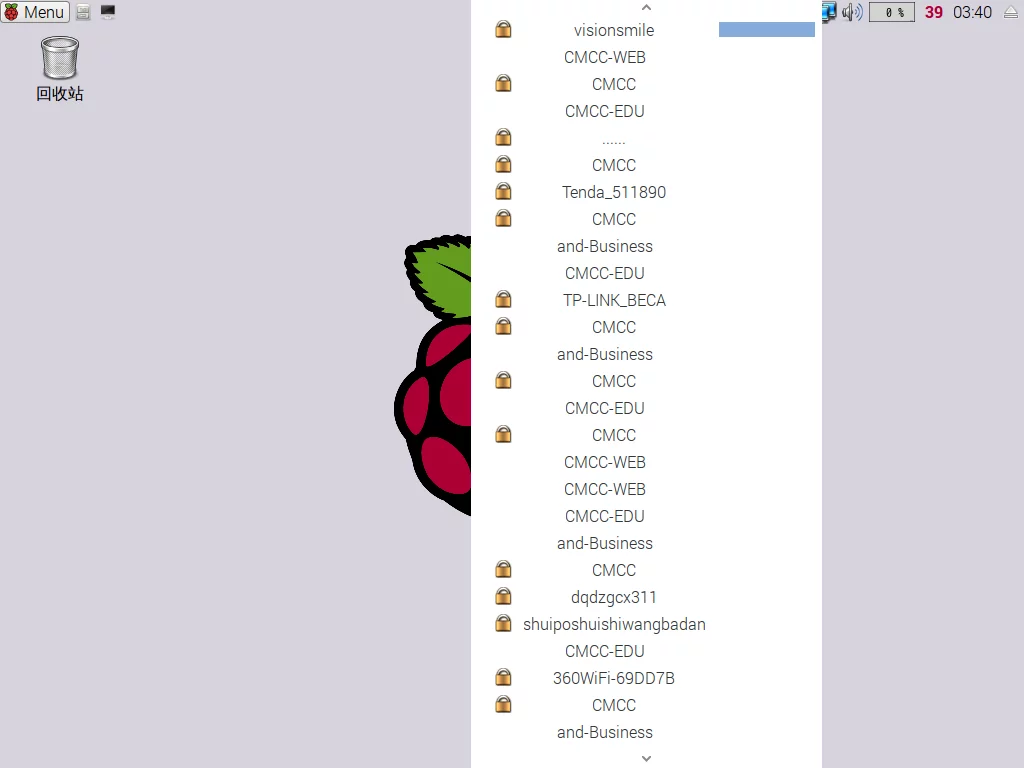 Menu
0 %
39
03:40
回收站
visionsmile
CMCC-WEB
CMCC
CMCC-EDU
......
CMCC
Tenda_511890
CMCC
and-Business
CMCC-EDU
TP-LINK_BECA
CMCC
and-Business
CMCC
CMCC-EDU
CMCC
CMCC-WEB
CMCC-WEB
CMCC-EDU
and-Business
CMCC
dqdzgcx311
shuiposhuishiwangbadan
CMCC-EDU
360WiFi-69DD7B
CMCC
and-Business